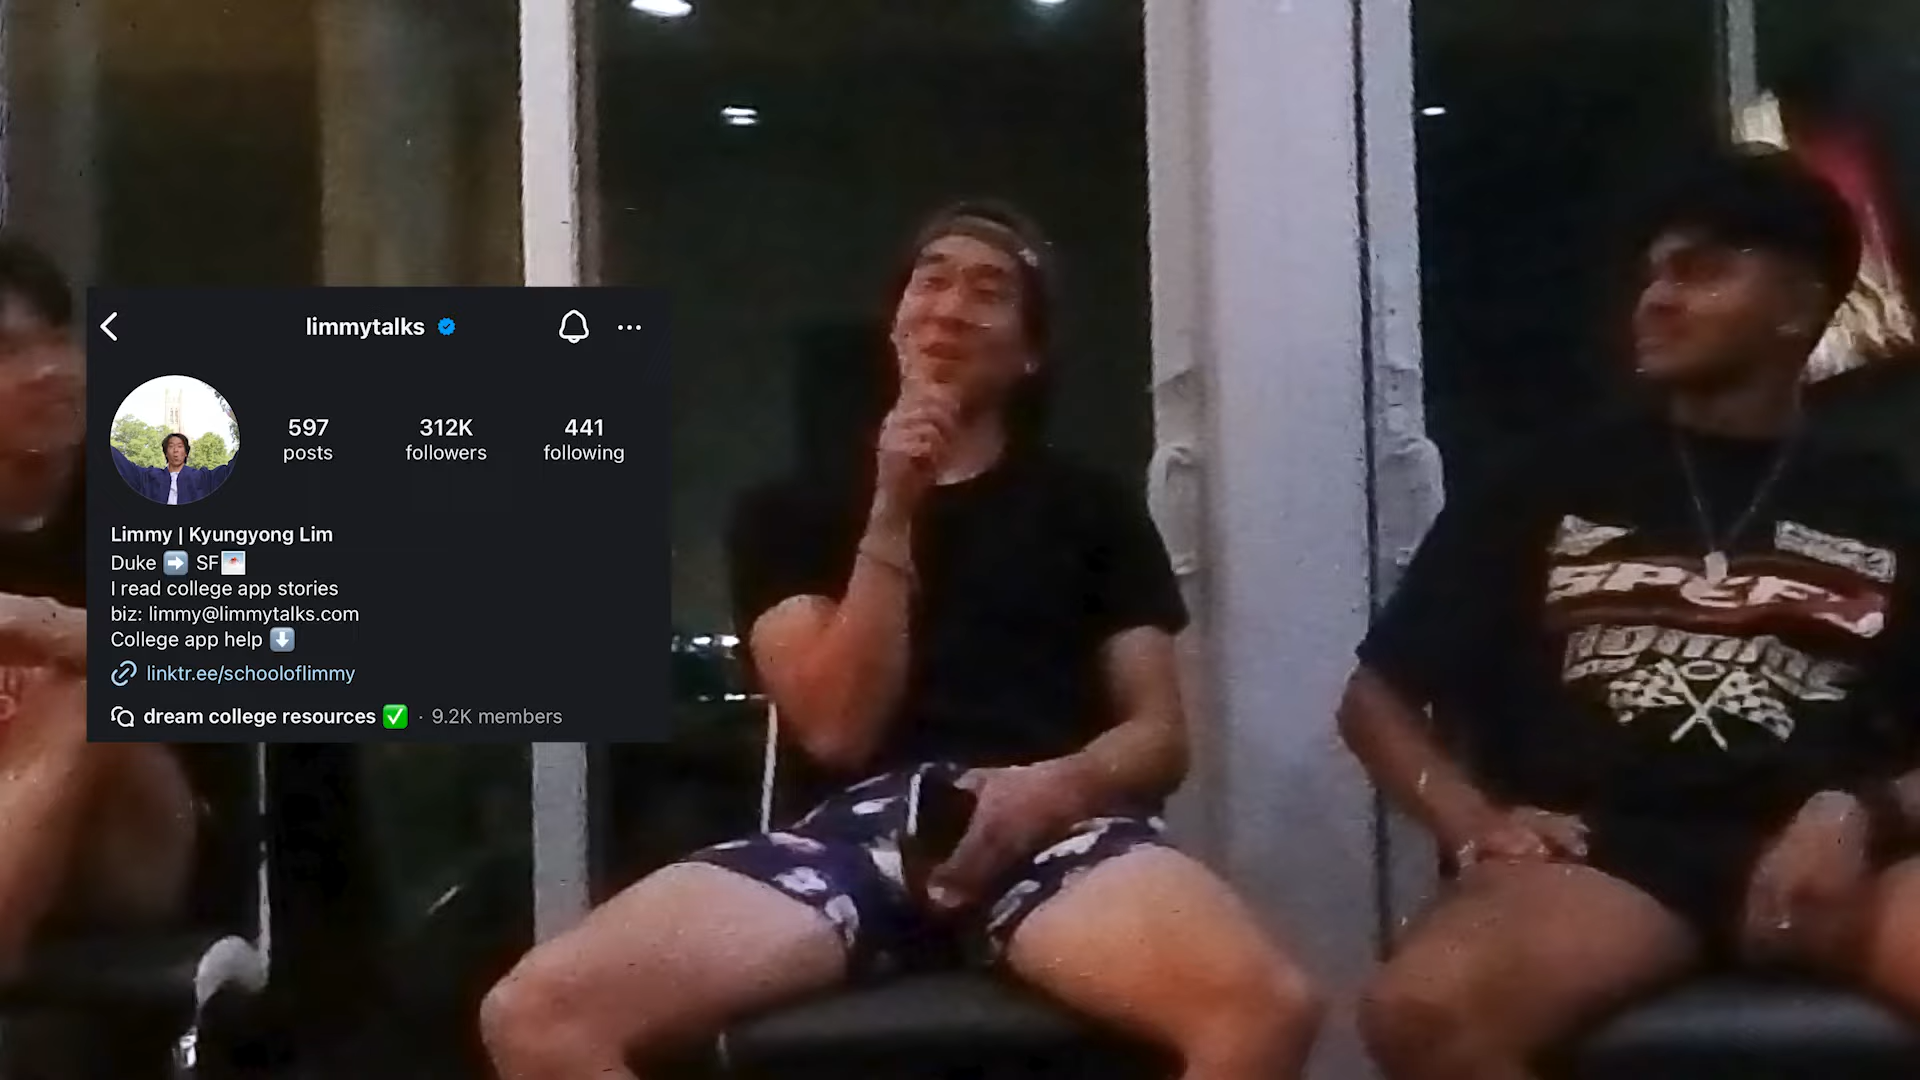 limmytalks
597 posts
312K followers
441 following
Limmy | Kyungyong Lim
Duke ➡️ SF
I read college app stories
biz: limmy@limmytalks.com
College app help ⬇️
linktr.ee/schooloflimmy
dream college resources ✅ · 9.2K members